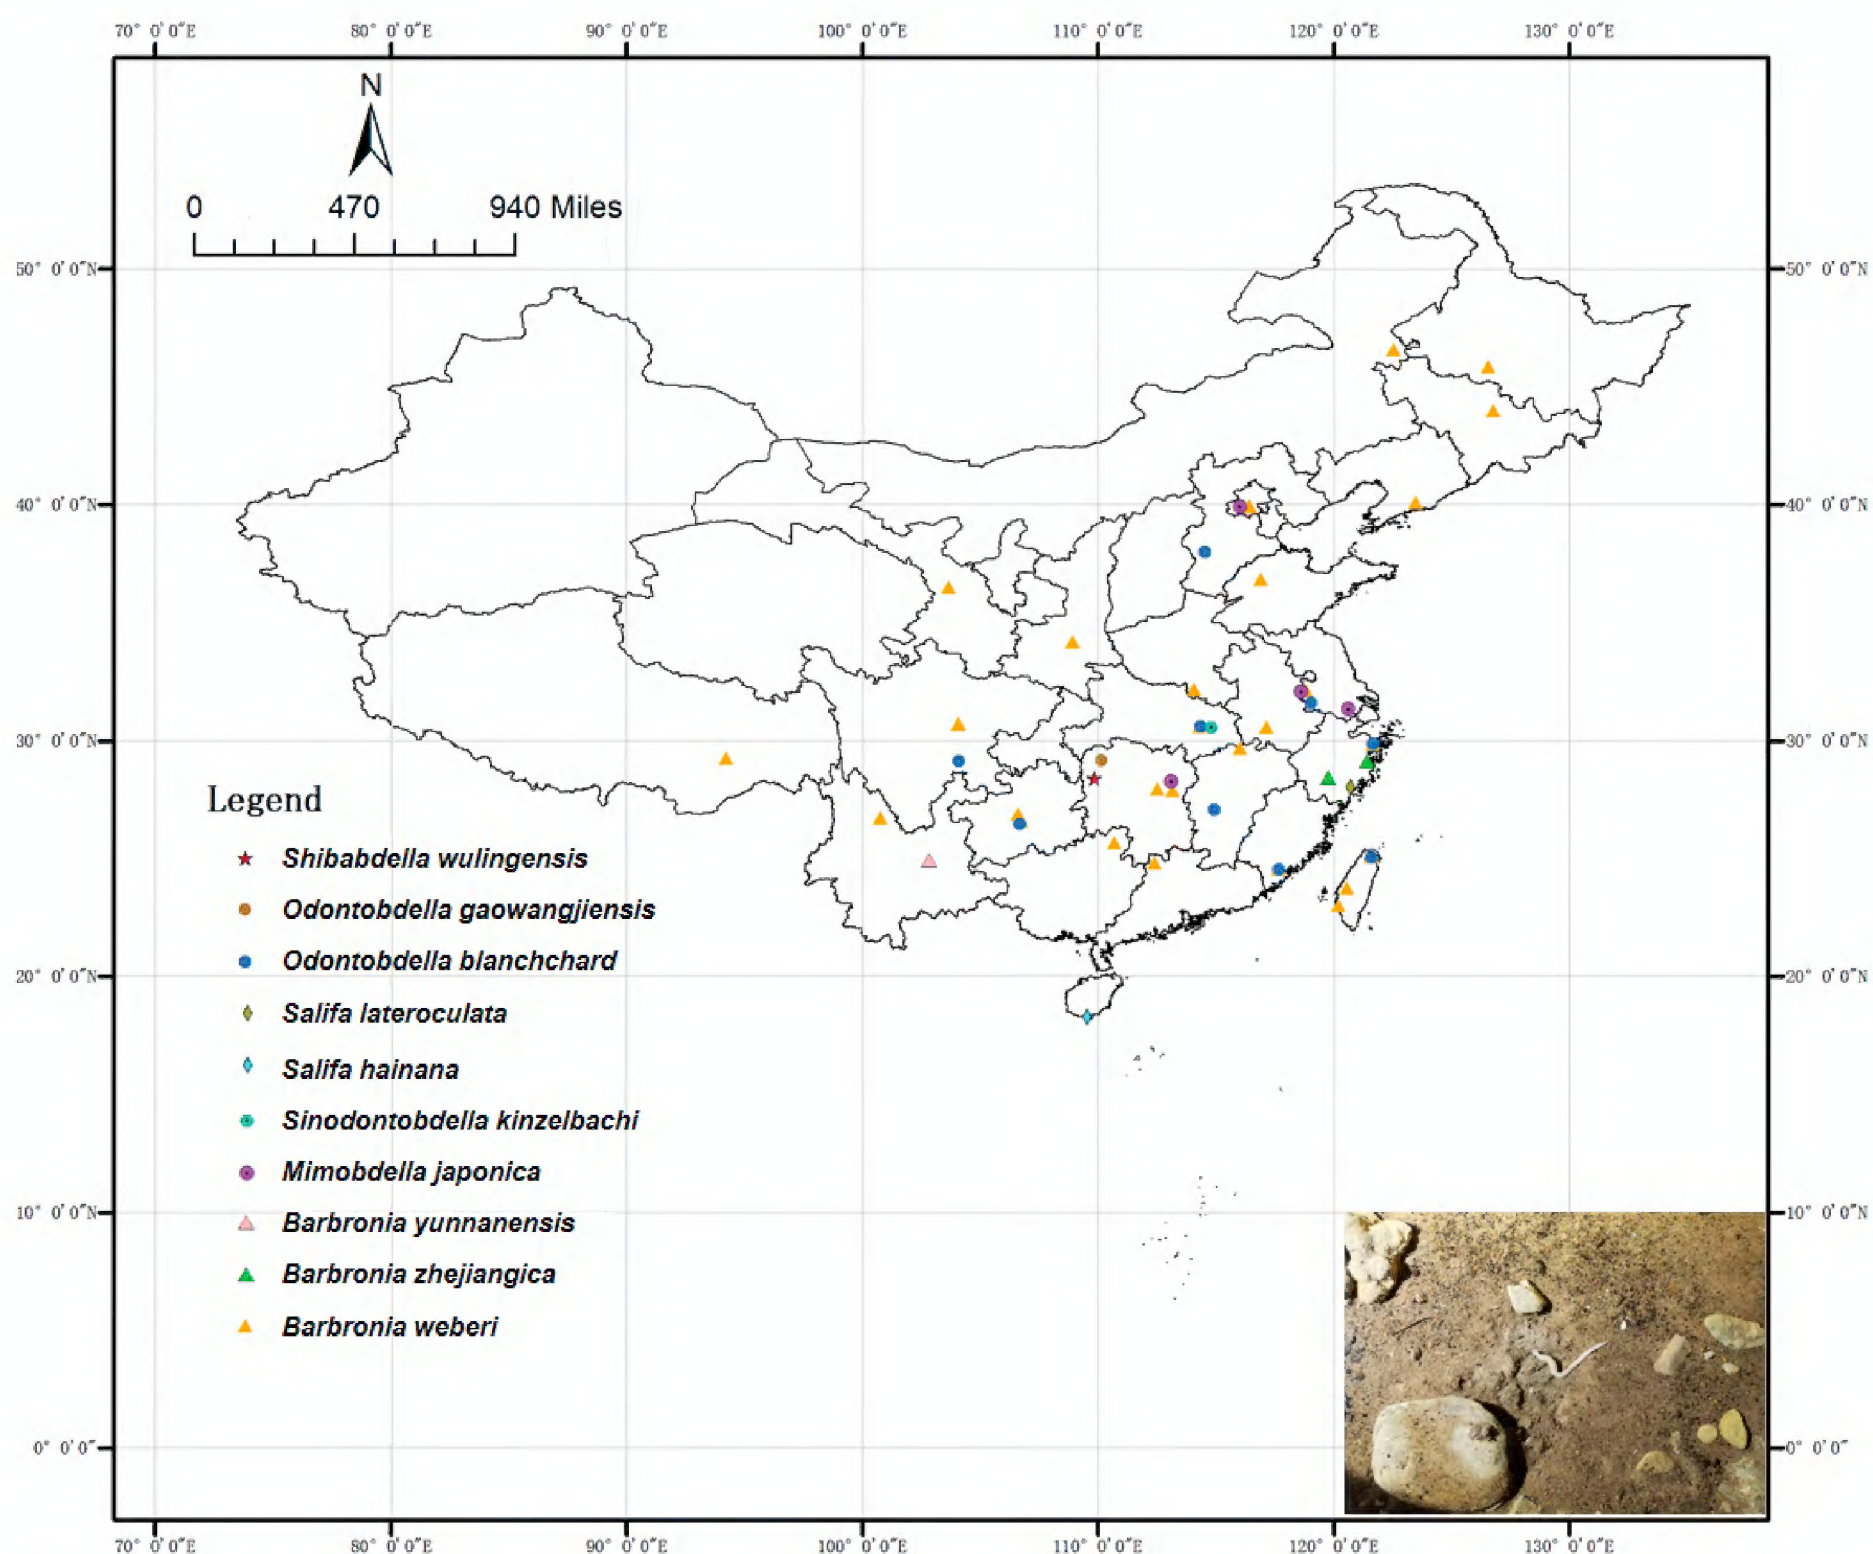 70° 0'0"E 80° 0'0"E 90° 0'0"E 100° 0'0"E 110° 0'0"E 120° 0'0"E 130° 0'0"E
N
0 470 940 Miles
50° 0'0"N 50° 0'0"N
40° 0'0"N 40° 0'0"N
30° 0'0"N 30° 0'0"N
Legend
Shibabdella wulingensis
Odontobdella gaowangjiensis
Odontobdella blanchchard
20° 0'0"N 20° 0'0"N
Salifa lateroculata
Salifa hainana
Sinodontobdella kinzelbachi
Mimobdella japonica
10° 0'0"N 10° 0'0"N
Barbronia yunnanensis
Barbronia zhejiangica
Barbronia weberi
0° 0'0" 0° 0'0"
70° 0'0"E 80° 0'0"E 90° 0'0"E 100° 0'0"E 110° 0'0"E 120° 0'0"E 130° 0'0"E